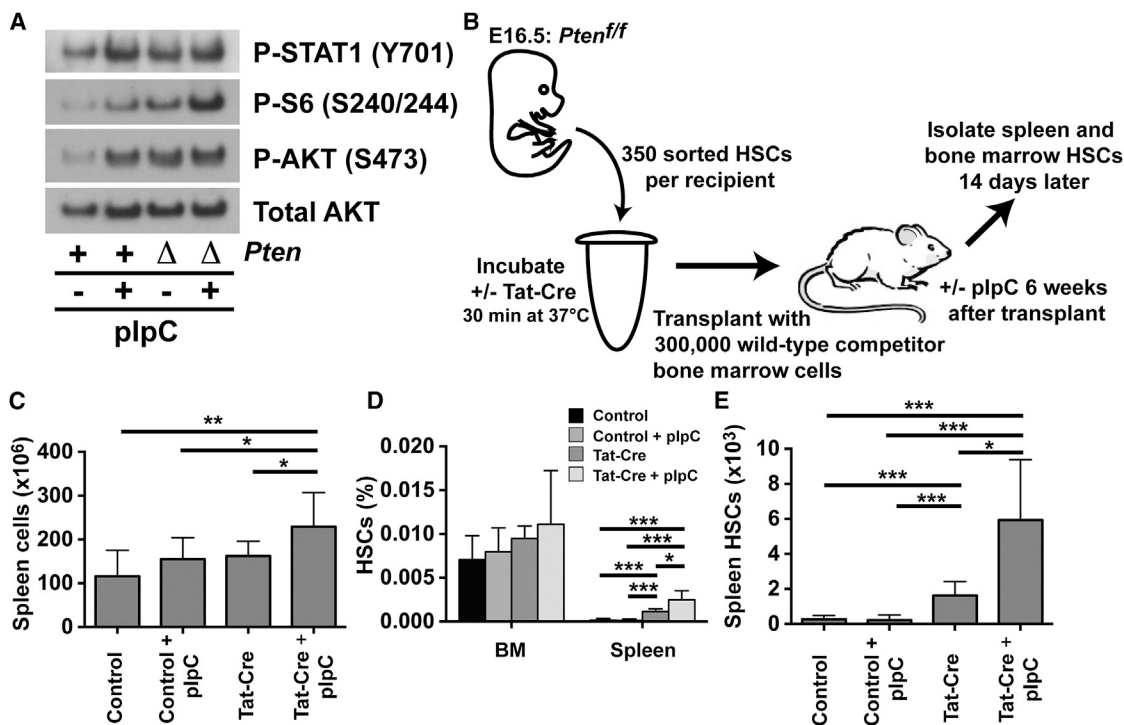 A
P-STAT1 (Y701)
P-S6 (S240/244)
P-AKT (S473)
Total AKT
+ + Δ Δ Pten
- + - +
pIpC
B
E16.5: Ptenf/f
350 sorted HSCs
per recipient
Incubate
+/- Tat-Cre
30 min at 37°C
Transplant with
300,000 wild-type competitor
bone marrow cells
+/- pIpC 6 weeks
after transplant
Isolate spleen and
bone marrow HSCs
14 days later
C
Spleen cells (x10⁶)
400
300
200
100
0
**
*
*
Control
Control +
pIpC
Tat-Cre
Tat-Cre +
pIpC
D
Control
Control + pIpC
Tat-Cre
Tat-Cre + pIpC
HSCs (%)
0.020
0.015
0.010
0.005
0.000
***
***
***
*
***
BM
Spleen
E
Spleen HSCs (x10³)
10
8
6
4
2
0
***
***
*
***
***
Control
Control +
pIpC
Tat-Cre
Tat-Cre +
pIpC